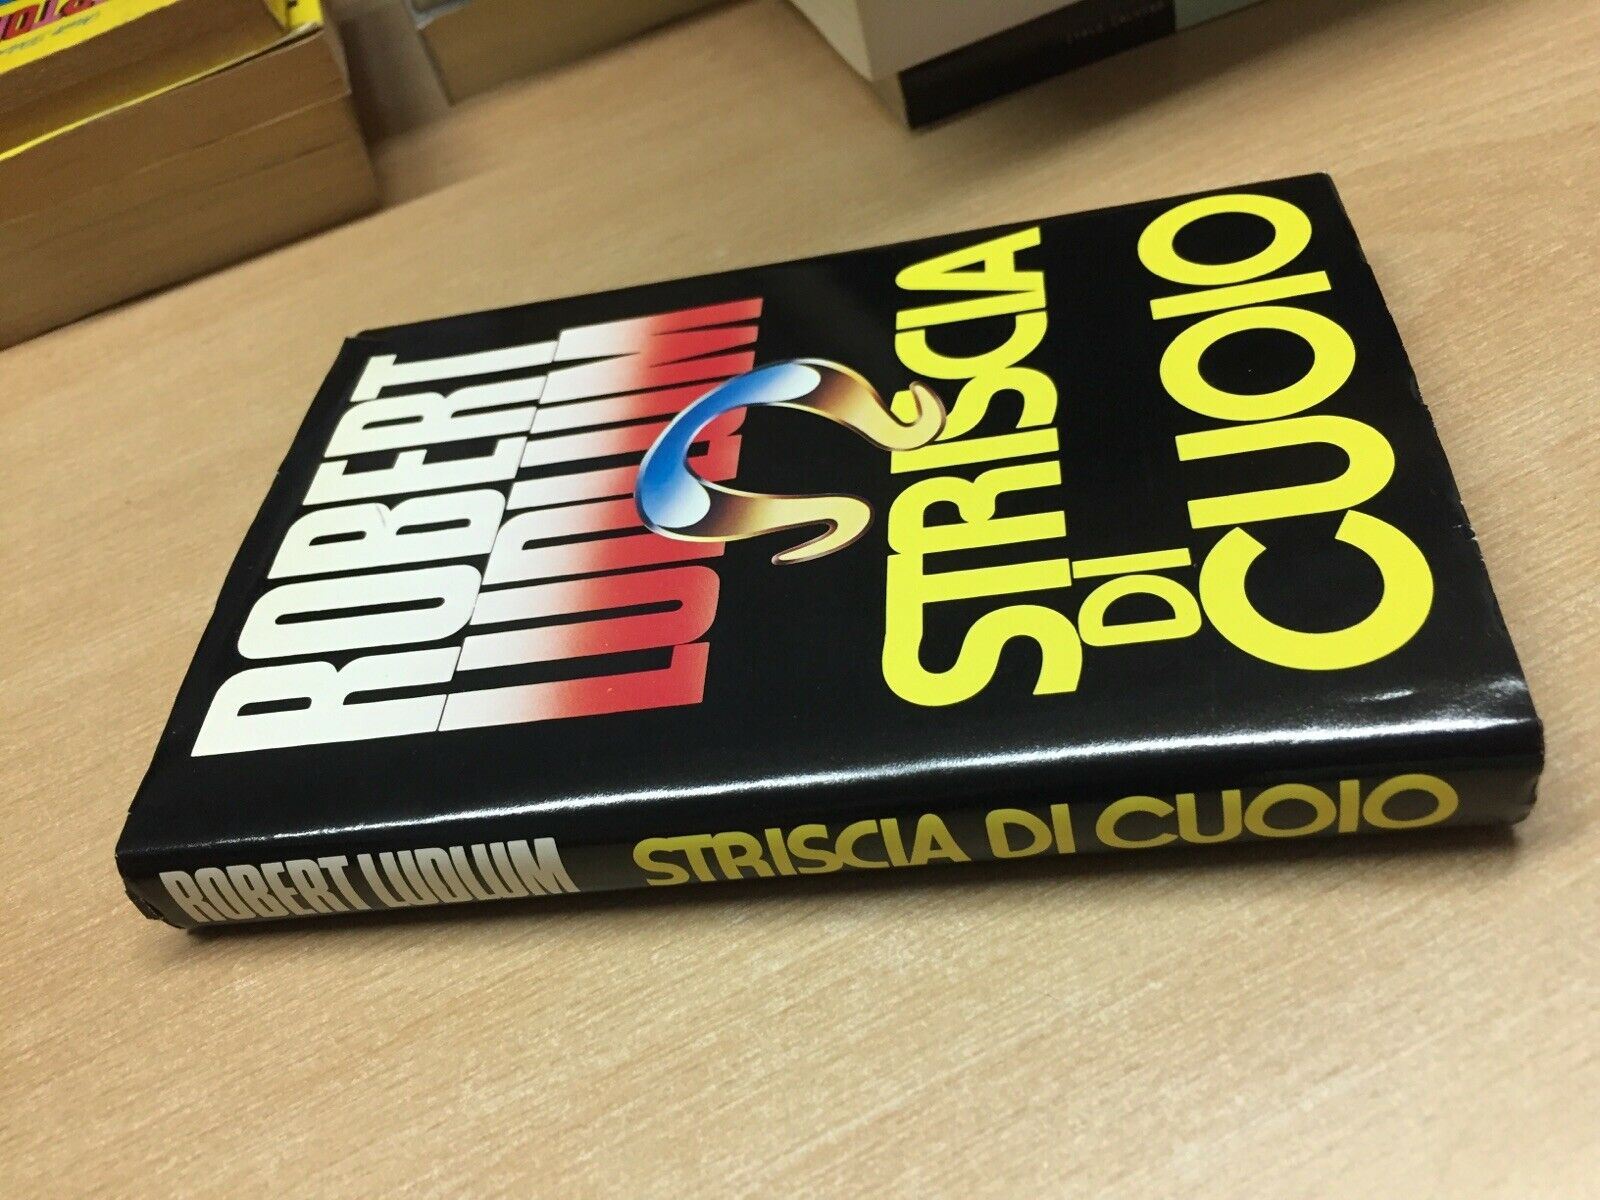 ROBERT
LUDLUM
STRISCIA
DI
CUOIO
ROBERT LUDLUM STRISCIA DI CUOIO